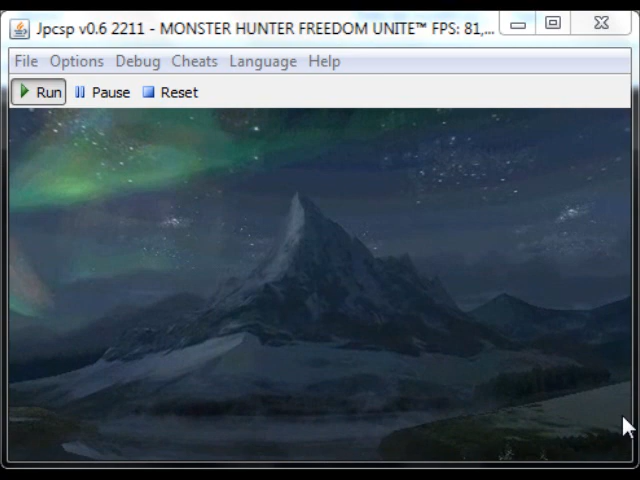 Jpcsp v0.6 2211 - MONSTER HUNTER FREEDOM UNITE™ FPS: 81,...
File Options Debug Cheats Language Help
Run Pause Reset